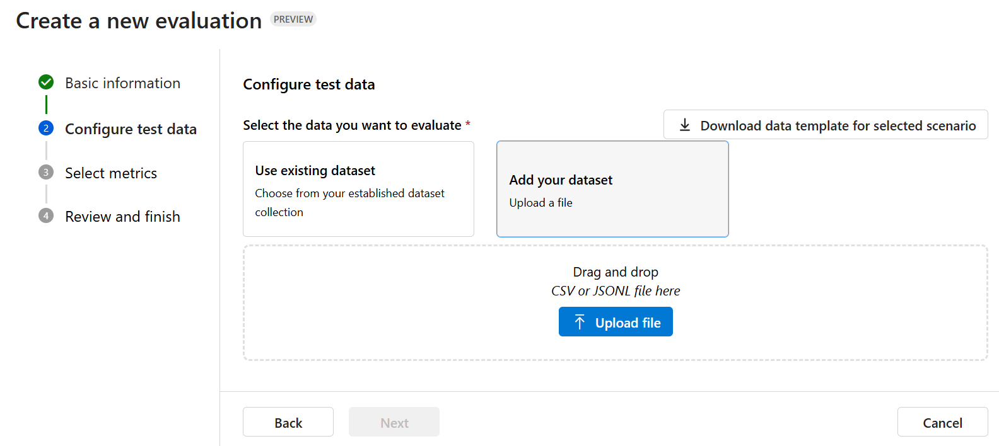 Create a new evaluation PREVIEW
Basic information
2 Configure test data
3 Select metrics
4 Review and finish
Configure test data
Select the data you want to evaluate *
Download data template for selected scenario
Use existing dataset
Choose from your established dataset
collection
Add your dataset
Upload a file
Drag and drop
CSV or JSONL file here
Upload file
Back
Next
Cancel